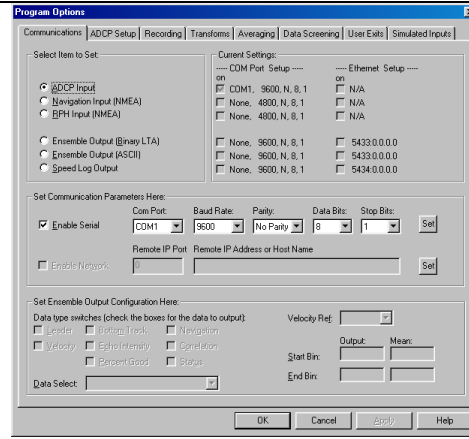 Program Options
Communications ADCP Setup Recording Transforms Averaging Data Screening User Exits Simulated Inputs
Select Item to Set:
ADCP Input
Navigation Input (NMEA)
RPH Input (NMEA)
Ensemble Output (Binary LTA)
Ensemble Output (ASCII)
Speed Log Output
Current Settings:
----- COM Port Setup ----- ----- Ethernet Setup -----
on on
COM1, 9600, N, 8, 1 N/A
None, 4800, N, 8, 1 N/A
None, 4800, N, 8, 1 N/A
None, 9600, N, 8, 1 5433:0.0.0.0
None, 9600, N, 8, 1 5433:0.0.0.0
None, 9600, N, 8, 1 5434:0.0.0.0
Set Communication Parameters Here:
Com Port: Baud Rate: Parity: Data Bits: Stop Bits:
Enable Serial COM1 9600 No Parity 8 1 Set
Remote IP Port Remote IP Address or Host Name
Enable Network 0 Set
Set Ensemble Output Configuration Here:
Data type switches (check the boxes for the data to output):
Leader Bottom Track Navigation
Velocity Echo Intensity Correlation
Percent Good Status
Data Select:
Velocity Ref:
Output: Mean:
Start Bin:
End Bin:
OK Cancel Apply Help